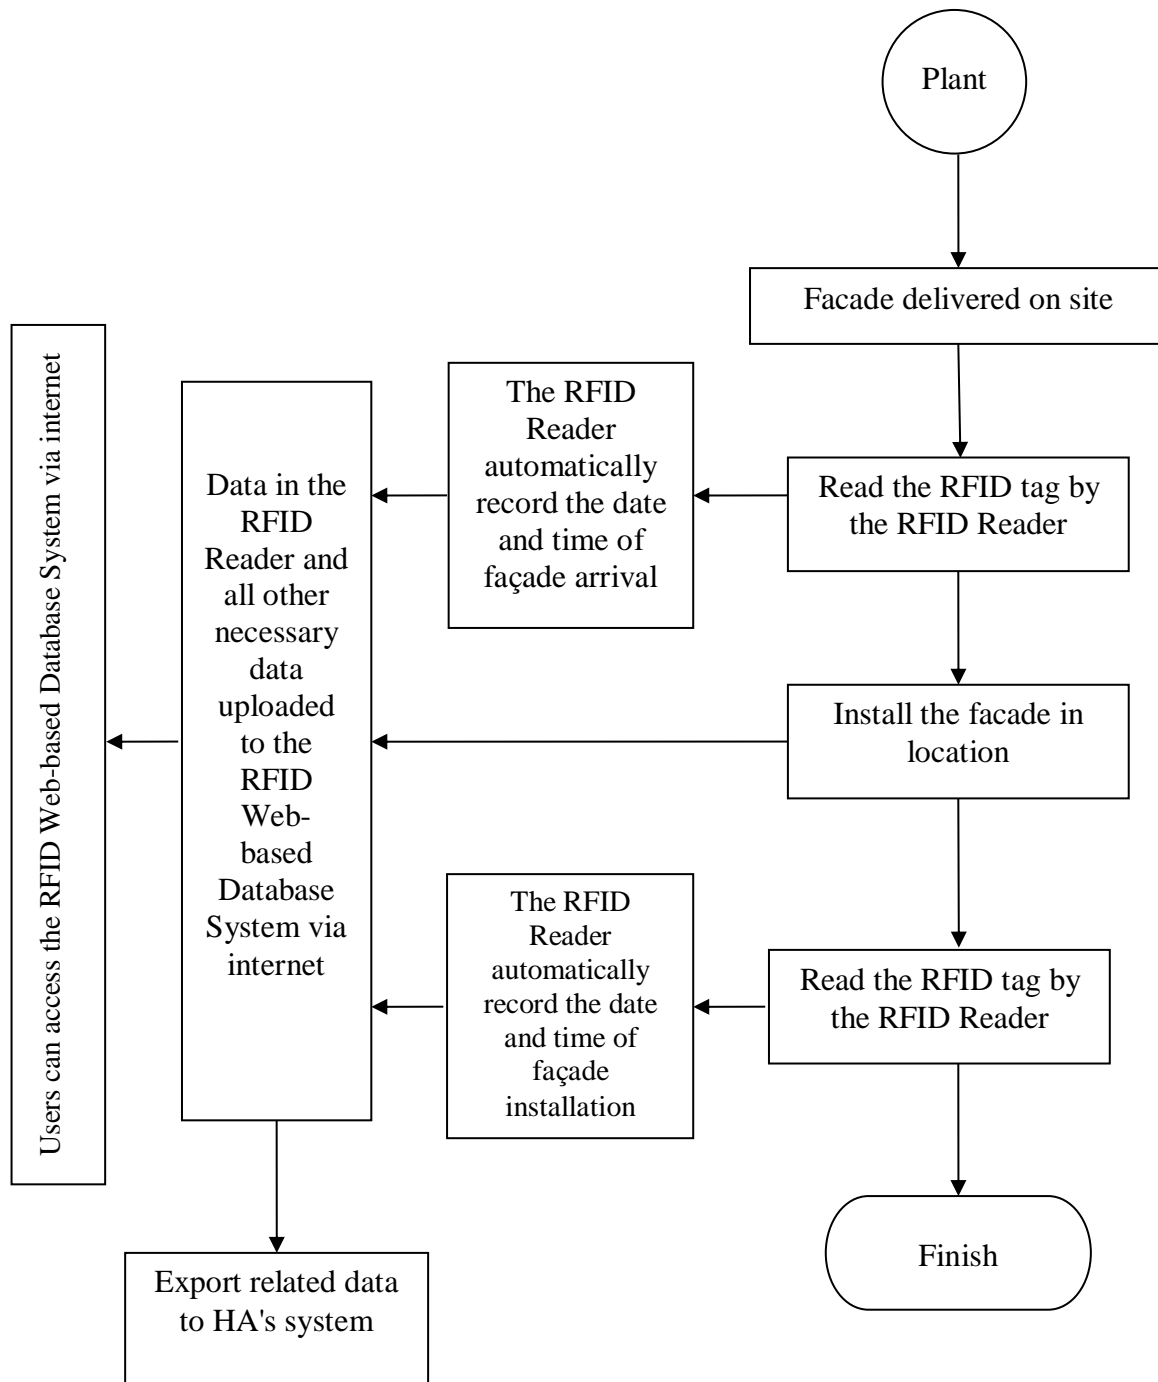 Plant
Facade delivered on site
Users can access the RFID Web-based Database System via internet
The RFID
Reader
automatically
record the date
and time of
façade arrival
Read the RFID tag by
the RFID Reader
Data in the
RFID
Reader and
all other
necessary
data
uploaded
to the
RFID
Web-
based
Database
System via
internet
Install the facade in
location
The RFID
Reader
automatically
record the date
and time of
façade
installation
Read the RFID tag by
the RFID Reader
Finish
Export related data
to HA's system